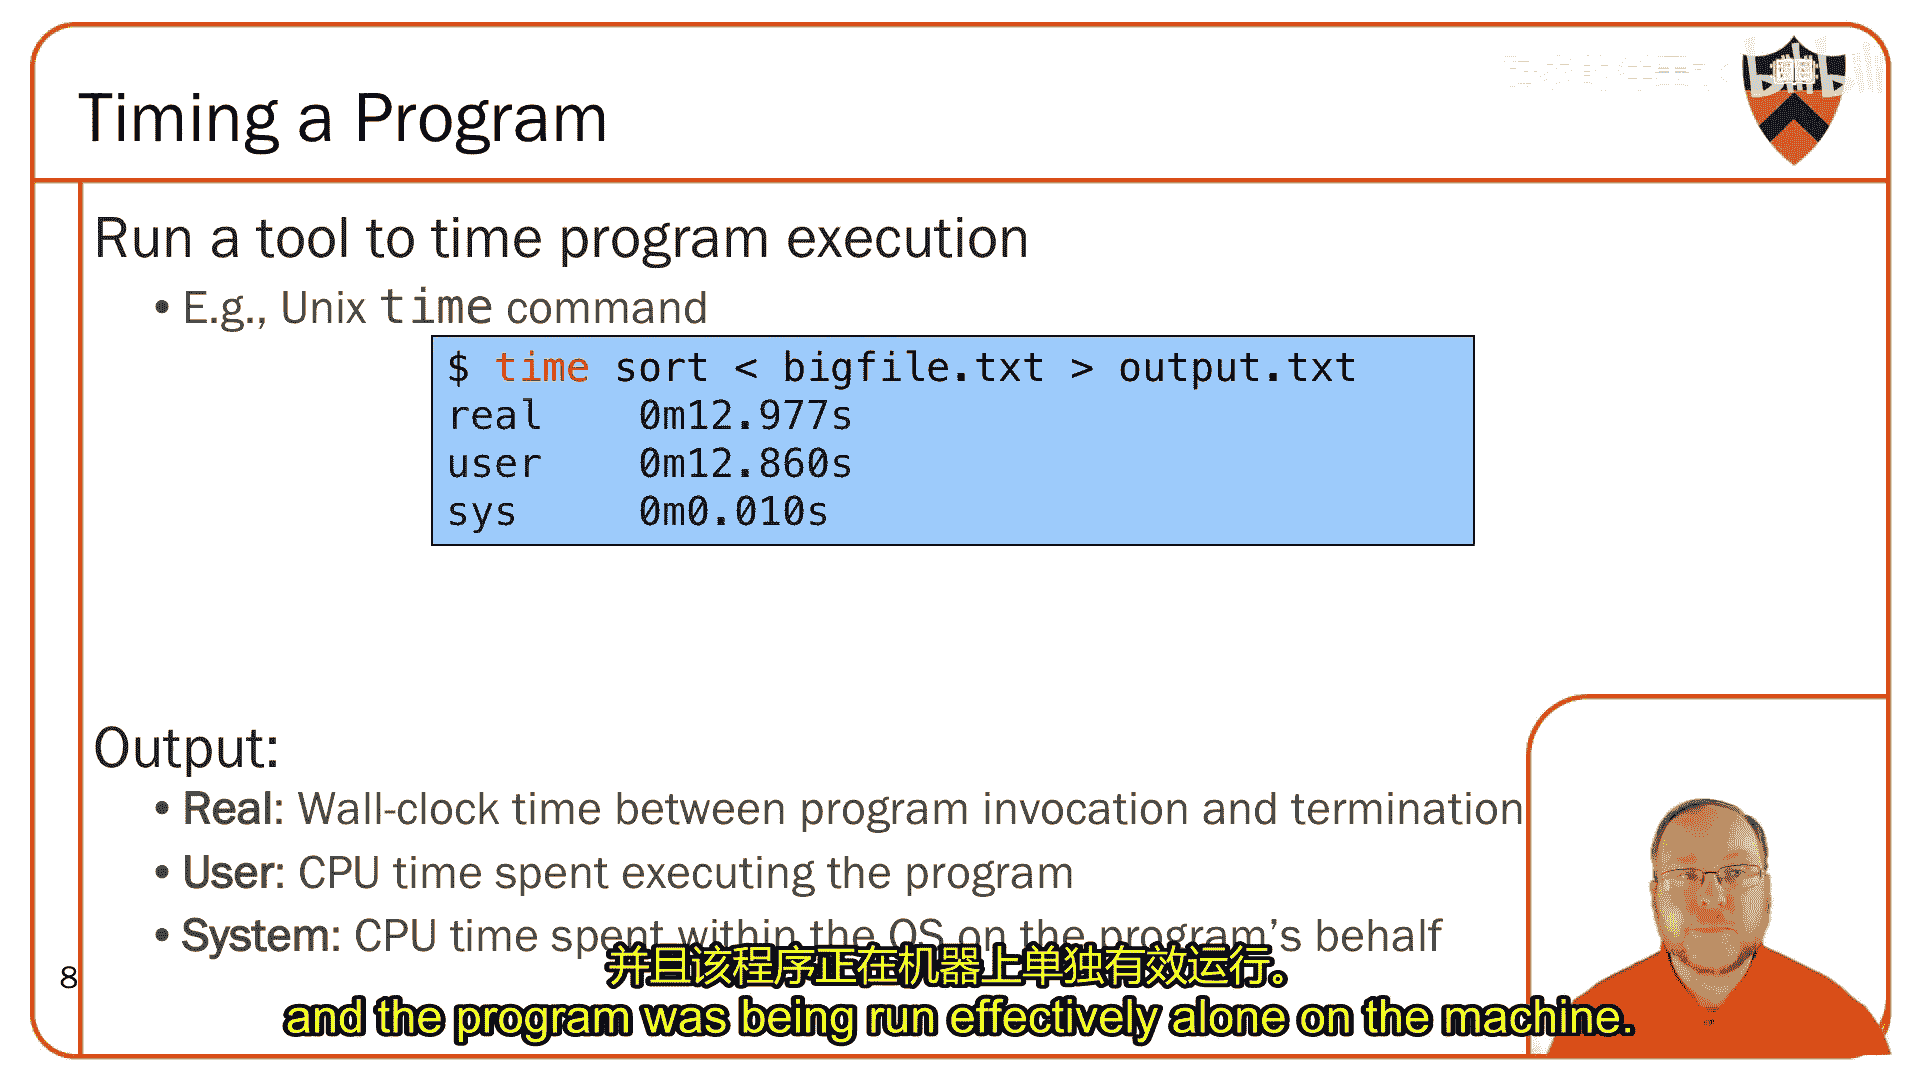 Timing a Program
Run a tool to time program execution
• E.g., Unix time command
$ time sort < bigfile.txt > output.txt
real 0m12.977s
user 0m12.860s
sys 0m0.010s
Output:
• Real: Wall-clock time between program invocation and termination
• User: CPU time spent executing the program
• System: CPU time spent within the OS on the program's behalf
并且该程序正在机器上单独有效运行。
8
and the program was being run effectively alone on the machine.